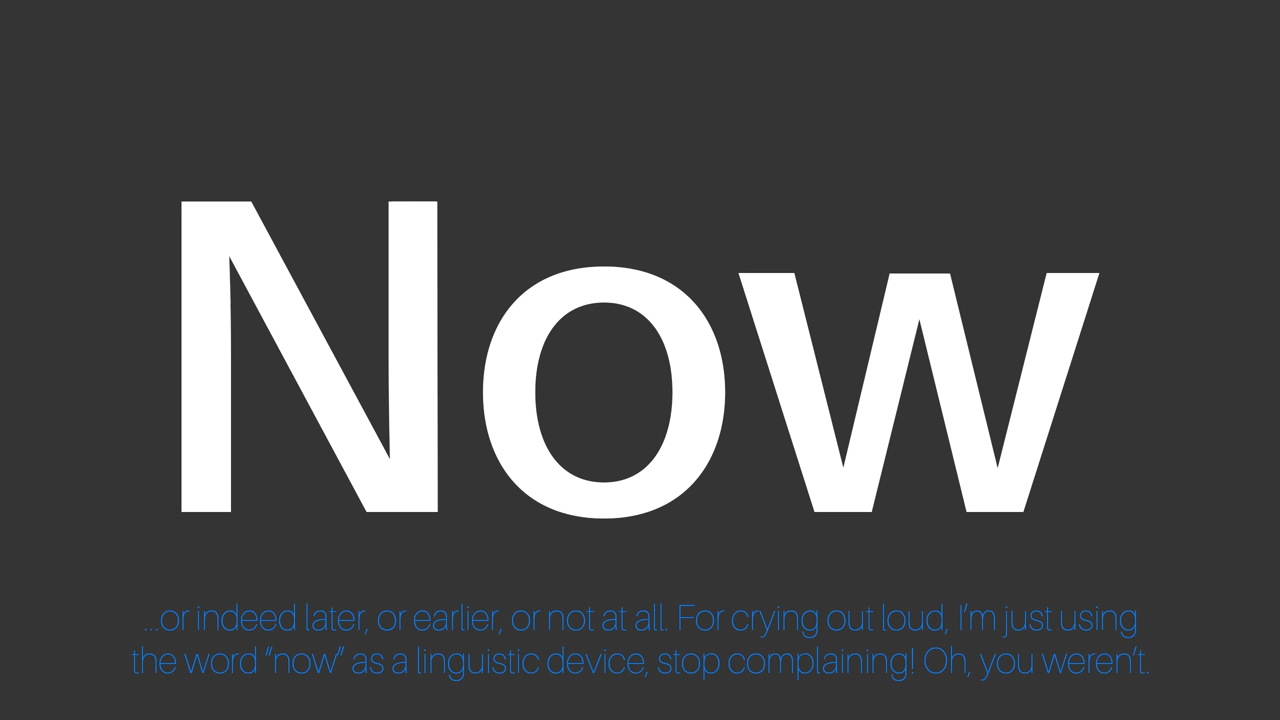 Now
...or indeed later, or earlier, or not at all. For crying out loud, I’m just using
the word “now” as a linguistic device, stop complaining! Oh, you weren’t.